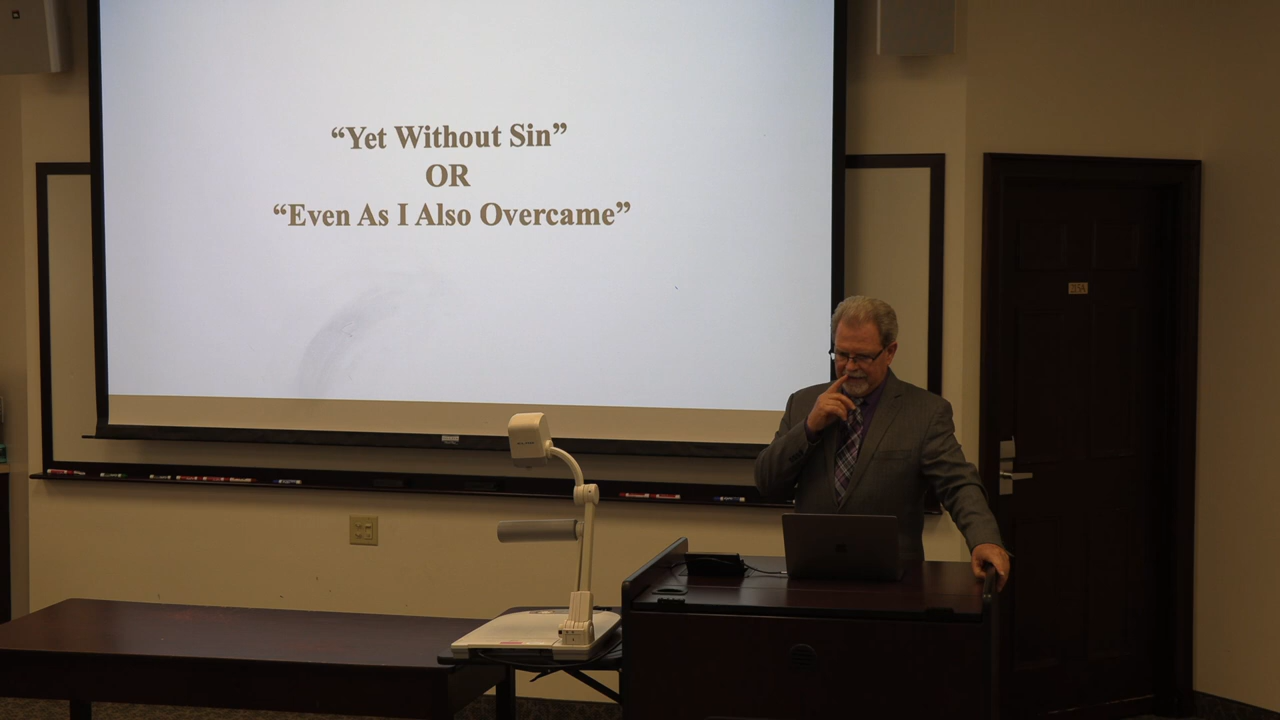 “Yet Without Sin”
OR
“Even As I Also Overcame”